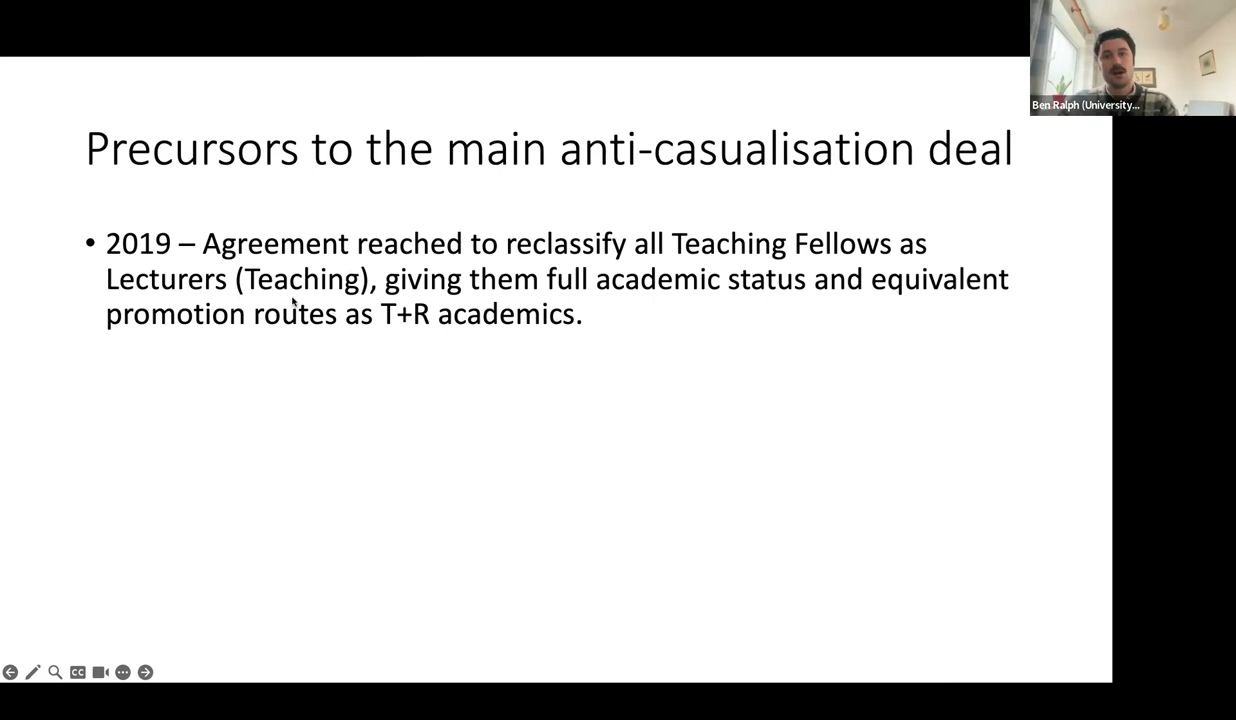 Ben Ralph (University...
Precursors to the main anti-casualisation deal
• 2019 – Agreement reached to reclassify all Teaching Fellows as
Lecturers (Teaching), giving them full academic status and equivalent
promotion routes as T+R academics.
CC